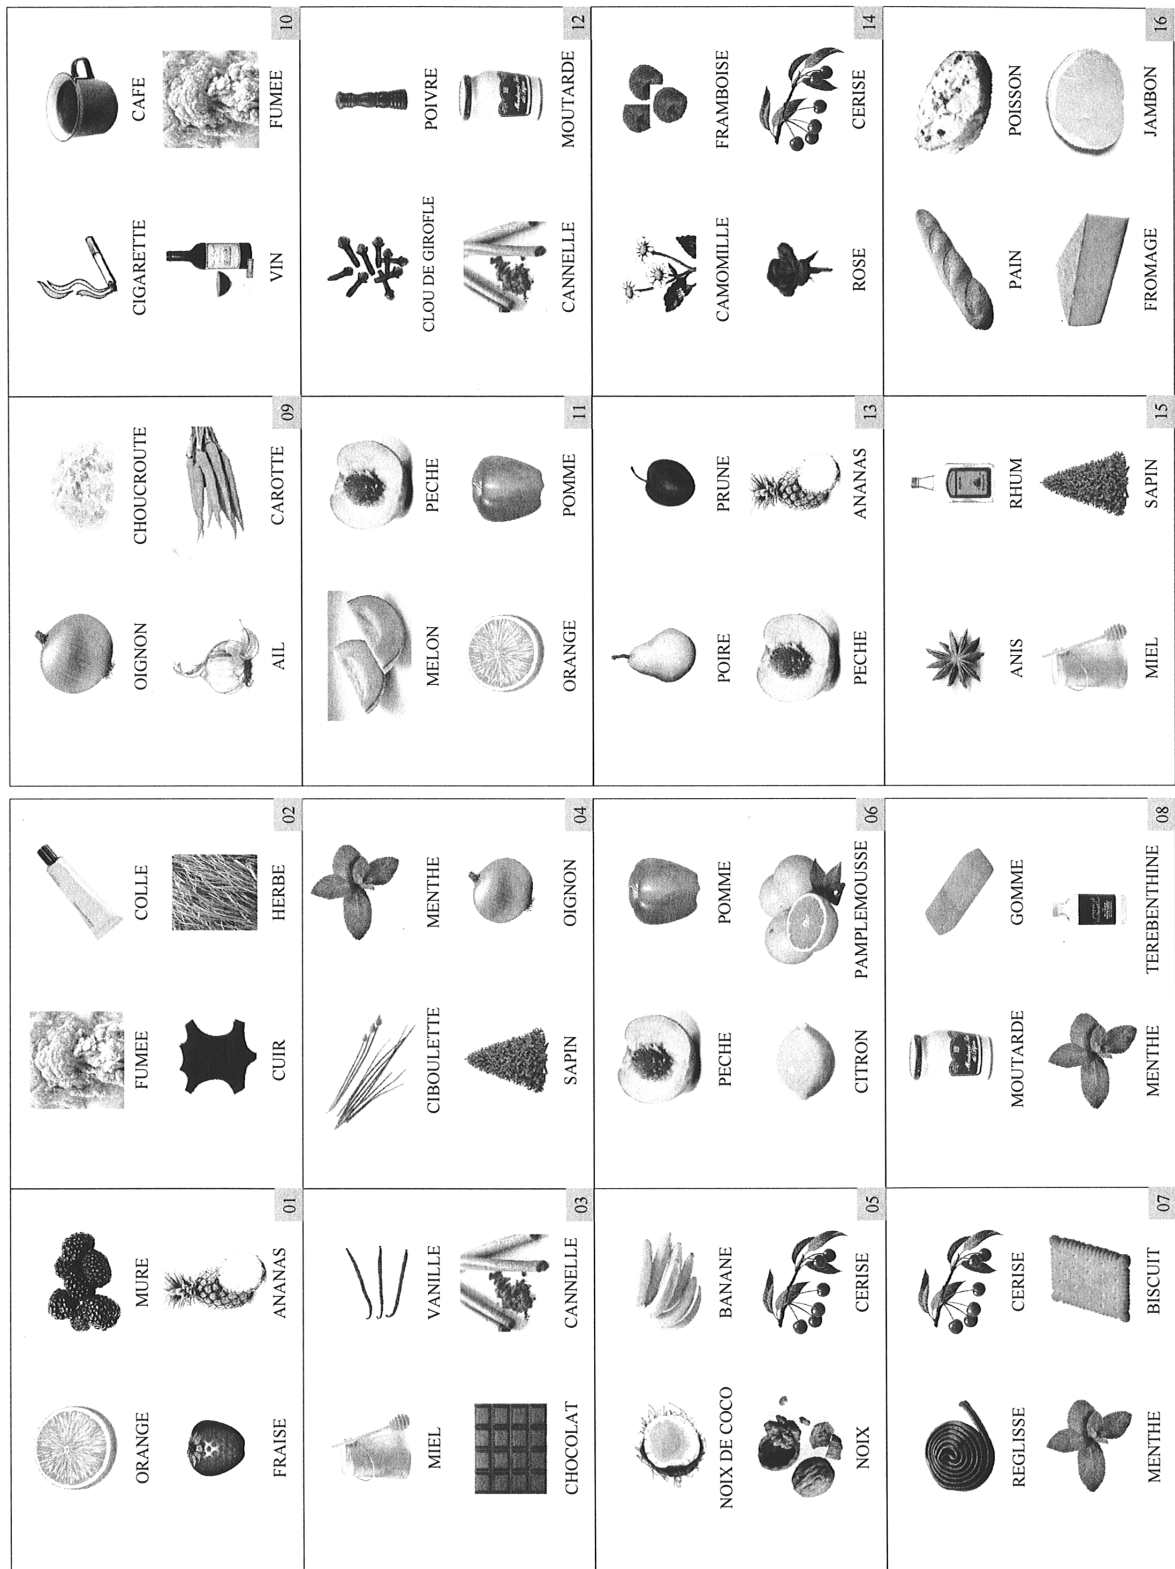 ORANGE MURE
FRAISE ANANAS
01
FUMEE COLLE
CUIR HERBE
02
MIEL VANILLE
CHOCOLAT CANNELLE
03
CIBOULETTE MENTHE
SAPIN OIGNON
04
NOIX DE COCO BANANE
NOIX CERISE
05
PECHE POMME
CITRON PAMPLEMOUSSE
06
REGLISSE CERISE
MENTHE BISCUIT
07
MOUTARDE GOMME
MENTHE TEREBENTHINE
08
OIGNON CHOUCROUTE
AIL CAROTTE
09
CIGARETTE CAFE
VIN FUMEE
10
MELON PECHE
ORANGE POMME
11
CLOU DE GIROFLE POIVRE
CANNELLE MOUTARDE
12
POIRE PRUNE
PECHE ANANAS
13
CAMOMILLE FRAMBOISE
ROSE CERISE
14
ANIS RHUM
MIEL SAPIN
15
PAIN POISSON
FROMAGE JAMBON
16